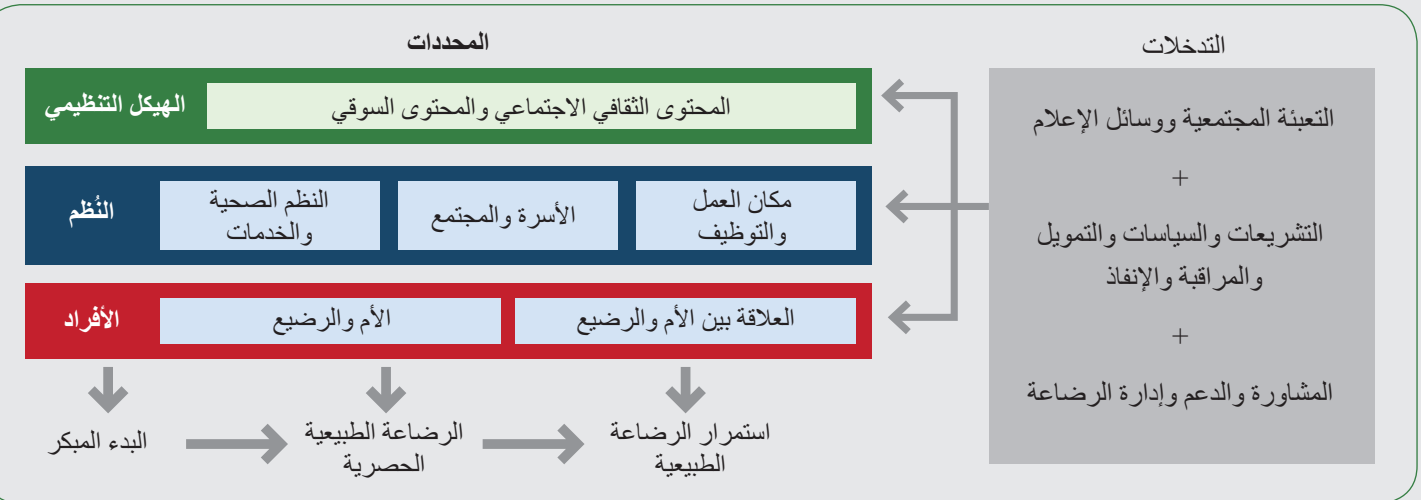 المحددات
الهيكل التنظيمي
المحتوى الثقافي الاجتماعي والمحتوى السوقي
النُظم
النظم الصحية
والخدمات
الأسرة والمجتمع
مكان العمل
والتوظيف
الأفراد
الأم والرضيع
العلاقة بين الأم والرضيع
البدء المبكر
الرضاعة الطبيعية
الحصرية
استمرار الرضاعة
الطبيعية
التدخلات
التعبئة المجتمعية ووسائل الإعلام
+
التشريعات والسياسات والتمويل
والمراقبة والإنفاذ
+
المشاورة والدعم وإدارة الرضاعة